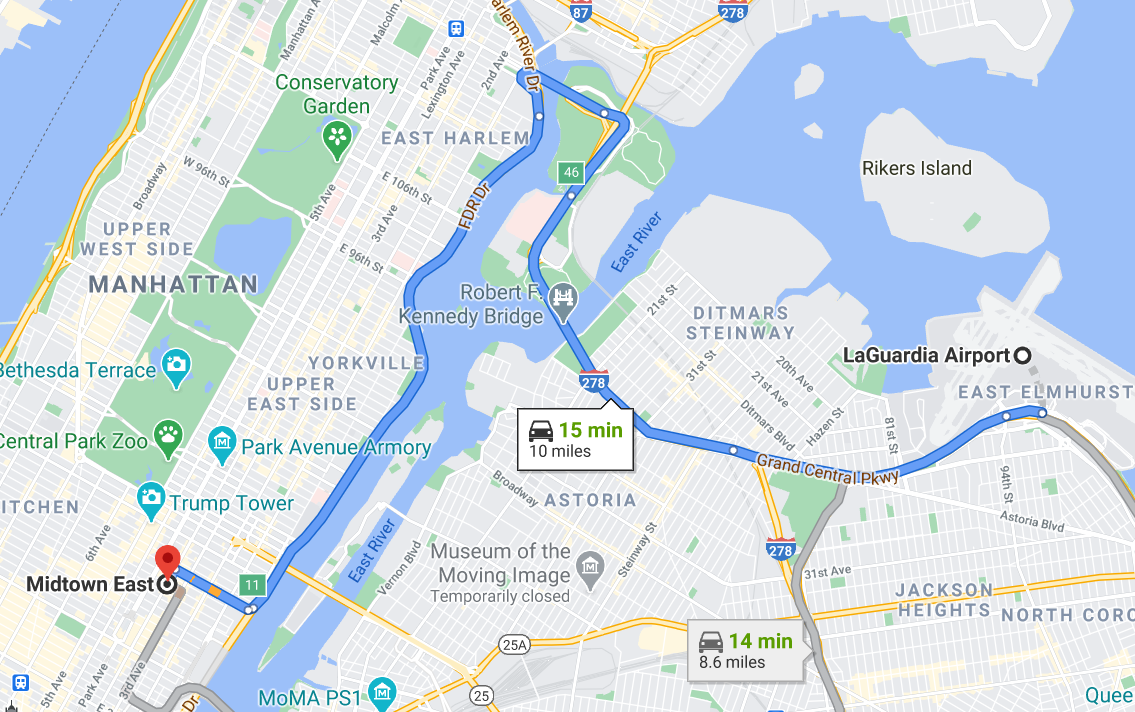 Manhattan A
Malcolm
Harlem River Dr
87
278
Park Ave
Lexington Ave
2nd Ave
Conservatory
Garden
EAST HARLEM
W 96th St
Broadway
5th Ave
E 106th St
3rd Ave
FDR Dr
46
Rikers Island
UPPER
WEST SIDE
E 96th St
MANHATTAN
East River
Robert F.
Kennedy Bridge
21st St
DITMARS
STEINWAY
LaGuardia Airport
31st St
20th Ave
21st Ave
Ditmars Blvd
Hazen St
81st St
EAST ELMHURST
Bethesda Terrace
YORKVILLE
UPPER
EAST SIDE
278
15 min
10 miles
Central Park Zoo
Park Avenue Armory
Grand Central Pkwy
94th St
Astoria Blvd
Broadway
ASTORIA
ITCHEN
Trump Tower
6th Ave
East River
Vernon Blvd
Steinway St
Museum of the
Moving Image
Temporarily closed
278
31st Ave
JACKSON
HEIGHTS
NORTH CORO
Midtown East
11
25A
14 min
8.6 miles
5th Ave
Park Ave
3rd Ave
Dr
MoMA PS1
25
Quee